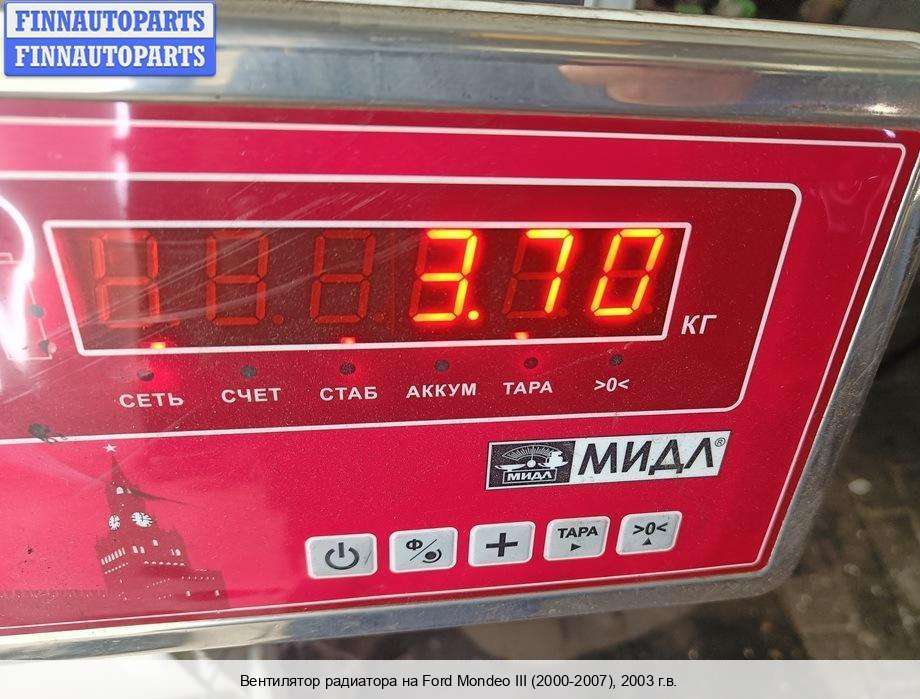 FINNAUTOPARTS
FINNAUTOPARTS
3.70
КГ
СЕТЬ СЧЕТ СТАБ АККУМ ТАРА >0<
МИДЛ МИДЛ®
Ф + ТАРА >0<
Вентилятор радиатора на Ford Mondeo III (2000-2007), 2003 г.в.